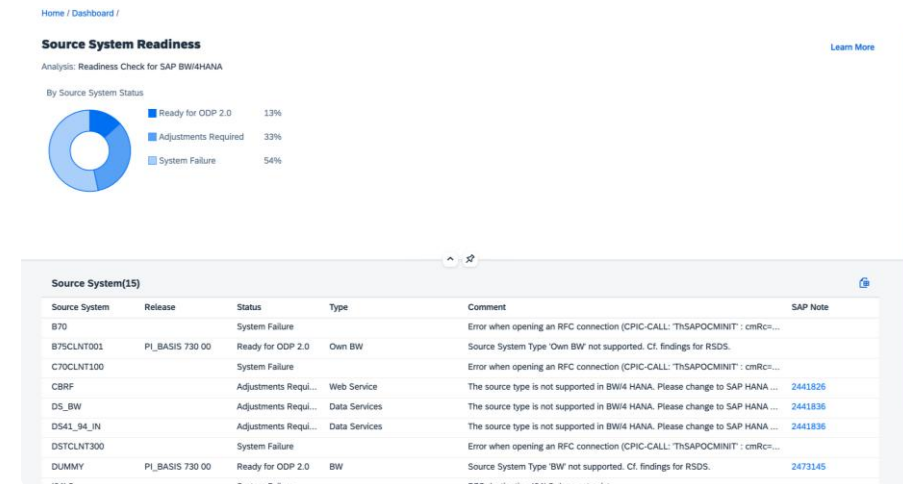 Home / Dashboard /
Source System Readiness
Learn More
Analysis: Readiness Check for SAP BW/4HANA
By Source System Status
Ready for ODP 2.0 13%
Adjustments Required 33%
System Failure 54%
Source System(15)
Source System Release Status Type Comment SAP Note
B70 System Failure Error when opening an RFC connection (CPIC-CALL: 'ThSAPOCMINIT' : cmRc=...
B75CLNT001 PI_BASIS 730 00 Ready for ODP 2.0 Own BW Source System Type 'Own BW' not supported. Cf. findings for RSDS.
C70CLNT100 System Failure Error when opening an RFC connection (CPIC-CALL: 'ThSAPOCMINIT' : cmRc=...
CBRF Adjustments Requi... Web Service The source type is not supported in BW/4 HANA. Please change to SAP HANA ... 2441826
DS_BW Adjustments Requi... Data Services The source type is not supported in BW/4 HANA. Please change to SAP HANA ... 2441836
DS41_94_IN Adjustments Requi... Data Services The source type is not supported in BW/4 HANA. Please change to SAP HANA ... 2441836
DSTCLNT300 System Failure Error when opening an RFC connection (CPIC-CALL: 'ThSAPOCMINIT' : cmRc=...
DUMMY PI_BASIS 730 00 Ready for ODP 2.0 BW Source System Type 'BW' not supported. Cf. findings for RSDS. 2473145